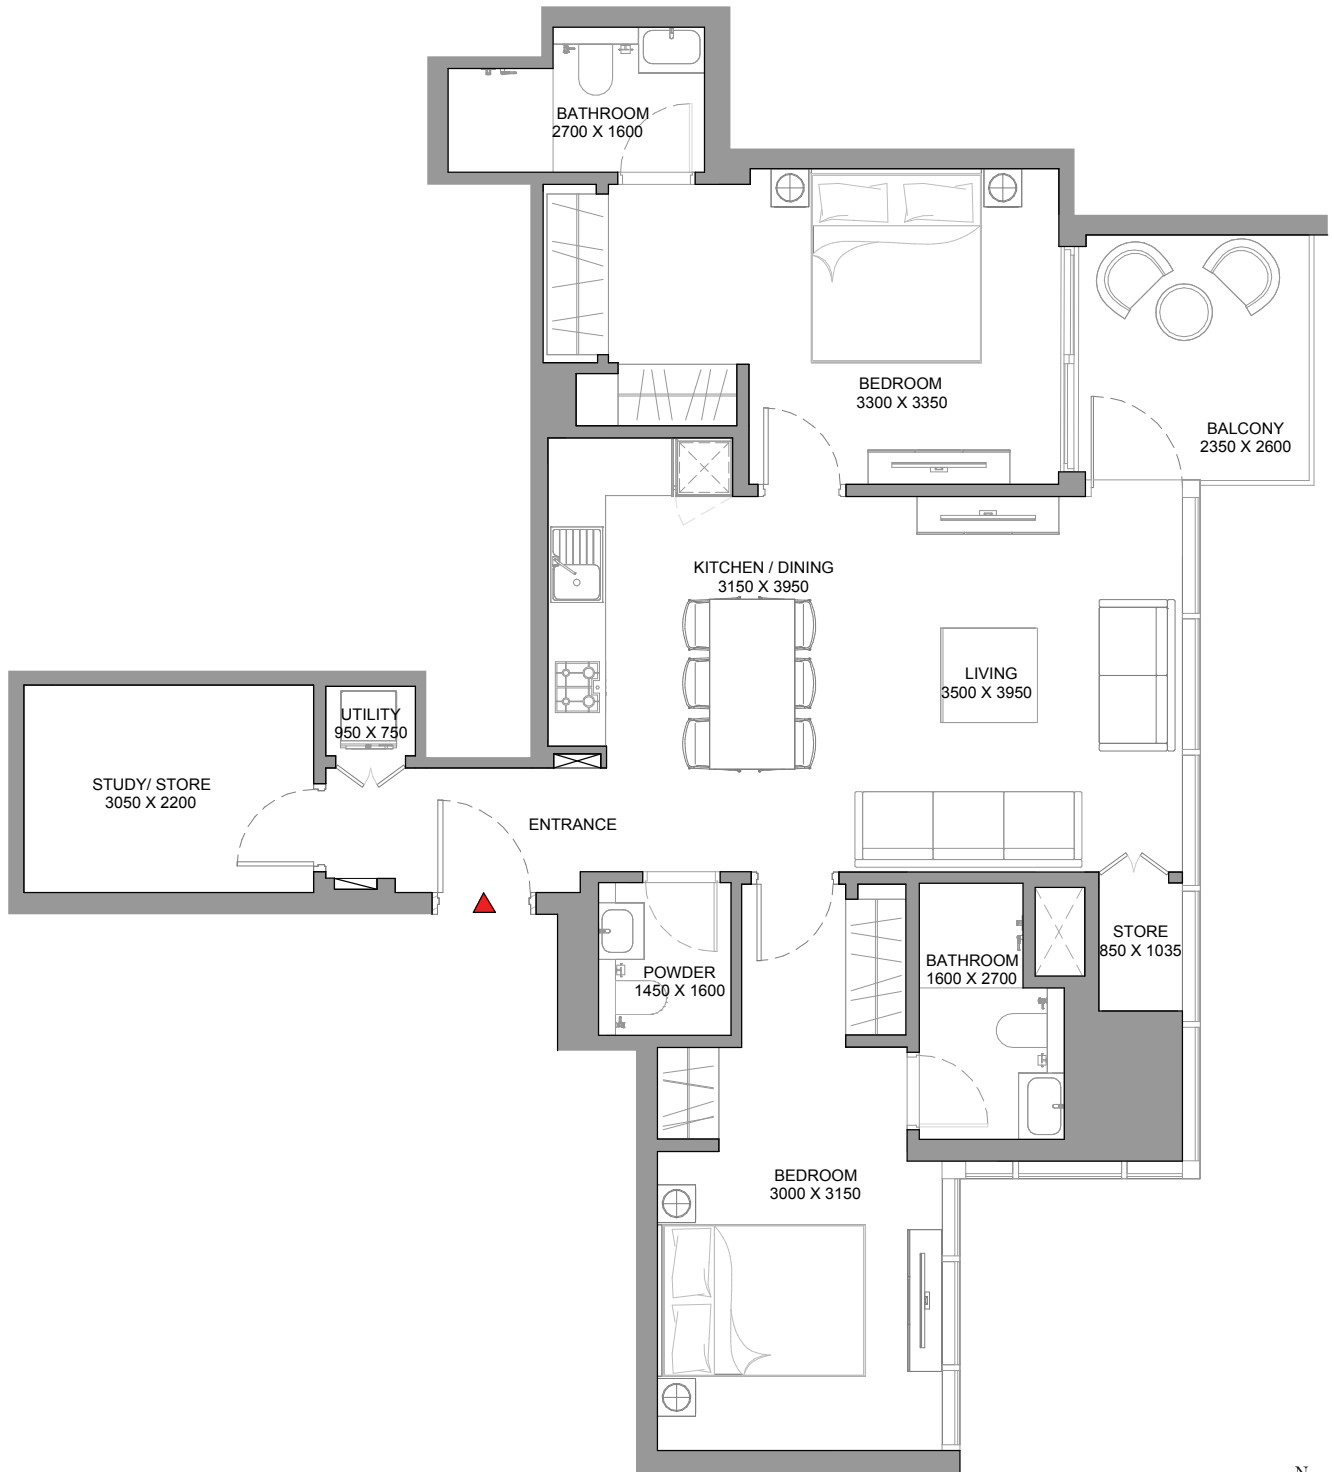 BATHROOM
2700 X 1600
BEDROOM
3300 X 3350
BALCONY
2350 X 2600
KITCHEN / DINING
3150 X 3950
LIVING
3500 X 3950
UTILITY
950 X 750
STUDY/ STORE
3050 X 2200
ENTRANCE
STORE
850 X 1035
BATHROOM
1600 X 2700
POWDER
1450 X 1600
BEDROOM
3000 X 3150
N